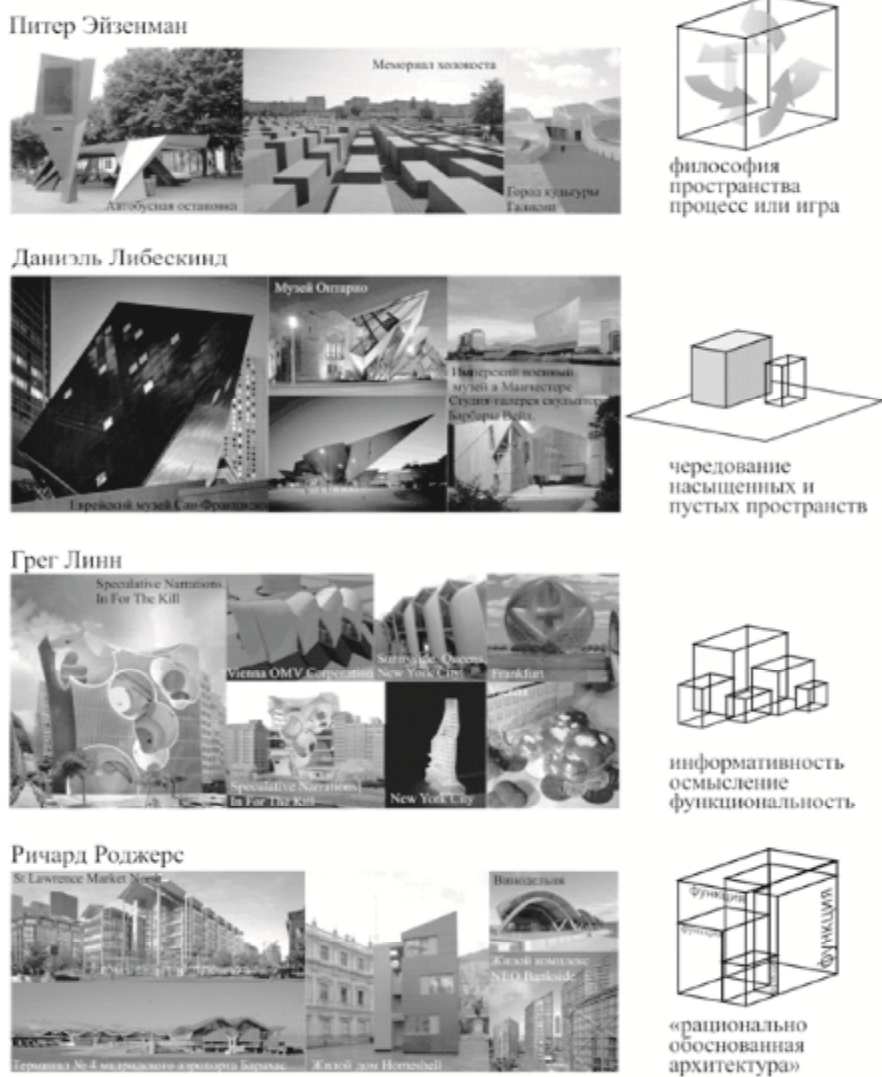 Питер Эйзенман
Мемориал холокоста
Автобусная остановка
Город культуры
Галисии
философия
пространства
процесс или игра
Даниэль Либескинд
Музей Онтарио
Имперский военный
музей в Манчестере
Студия-галерея скульптора
Барбары Вейл.
Еврейский музей Сан-Франциско
чередование
насыщенных и
пустых пространств
Грег Линн
Speculative Narrations.
In For The Kill
Vienna OMV Corporation
Sunnyside, Queens,
New York City
Frankfurt
Speculative Narrations
In For The Kill
New York City
информативность
осмысление
функциональность
Ричард Роджерс
St Lawrence Market North
Винодельня
Жилой комплекс
NEO Bankside
Терминал № 4 мадридского аэропорта Барахас
Жилой дом Homeshell
функция
функция
функция
«рационально
обоснованная
архитектура»